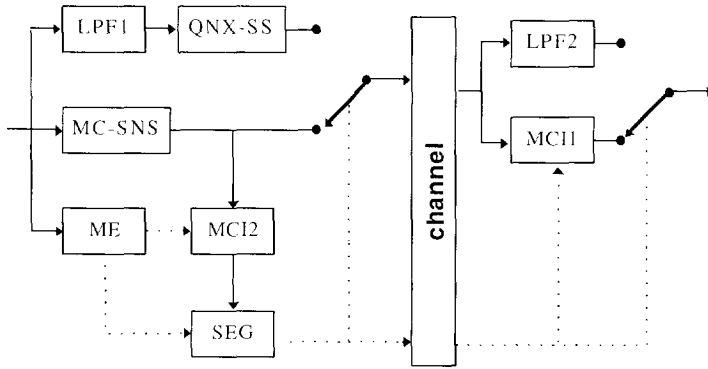 LPF1
QNX-SS
LPF2
MC-SNS
MCI1
channel
ME
MCI2
SEG